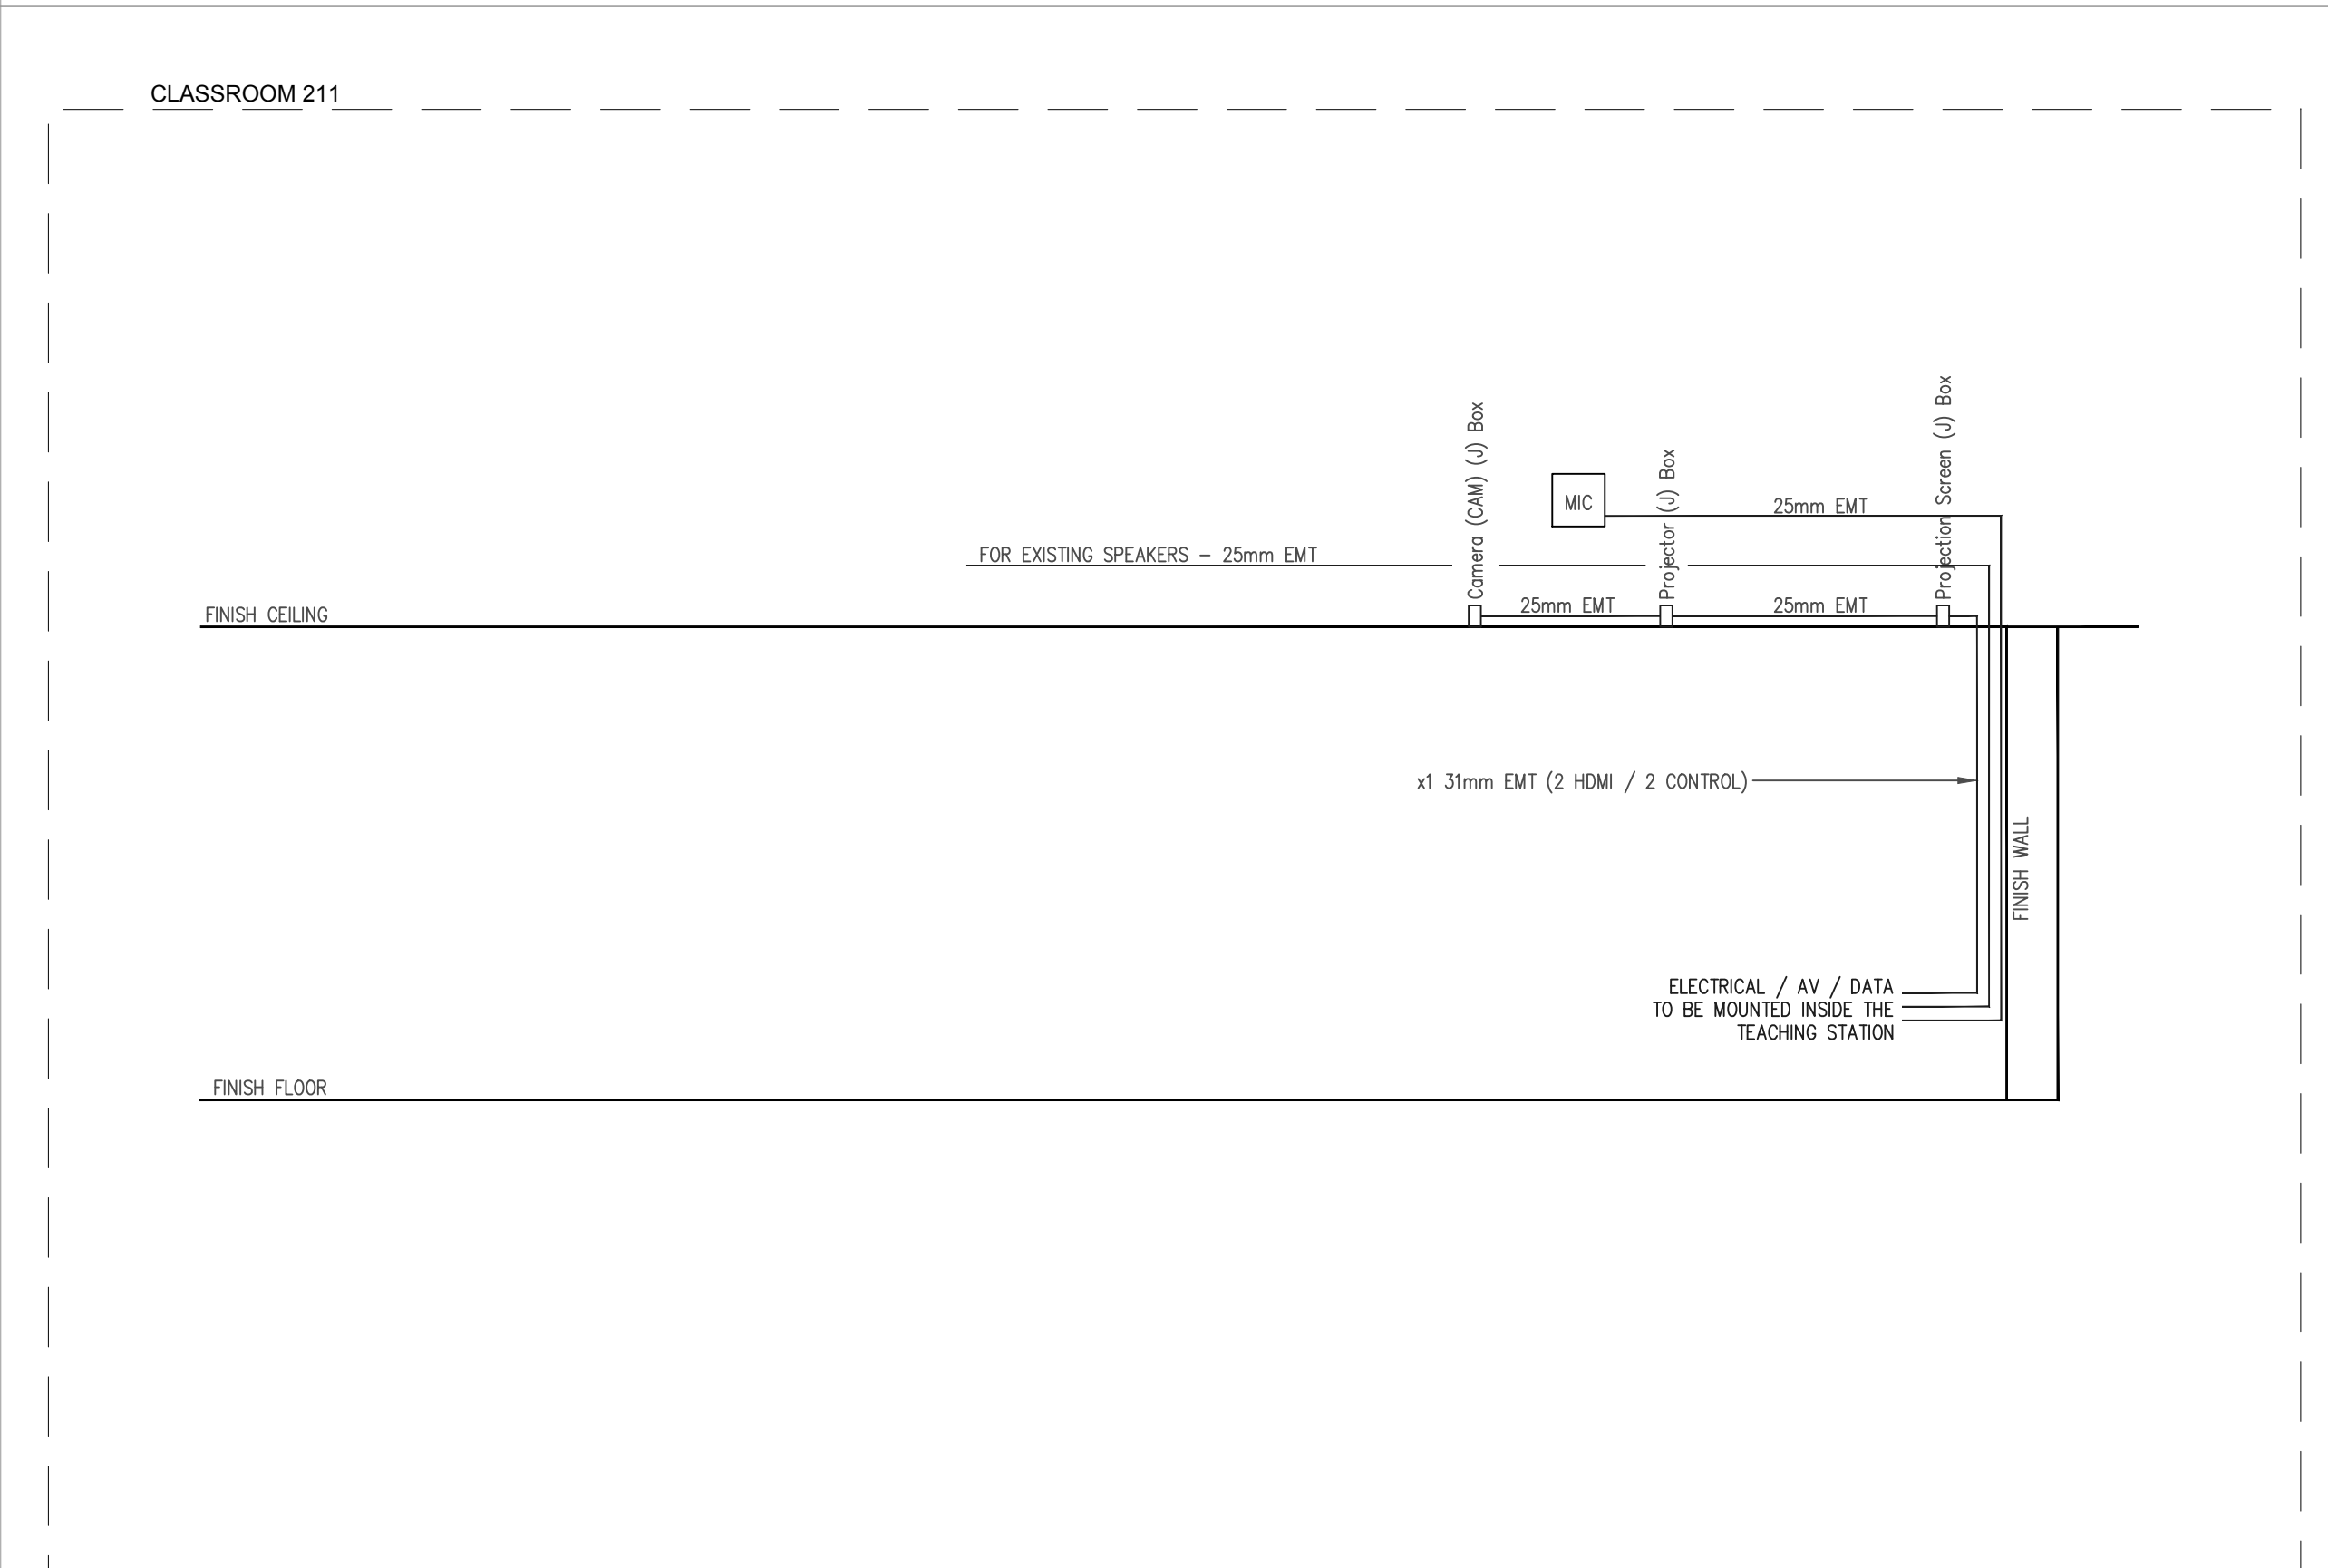 CLASSROOM 211
Camera (CAM) (J) Box
Projector (J) Box
Projection Screen (J) Box
MIC
25mm EMT
FOR EXISTING SPEAKERS - 25mm EMT
25mm EMT
25mm EMT
FINISH CEILING
x1 31mm EMT (2 HDMI / 2 CONTROL)
FINISH WALL
ELECTRICAL / AV / DATA
TO BE MOUNTED INSIDE THE
TEACHING STATION
FINISH FLOOR